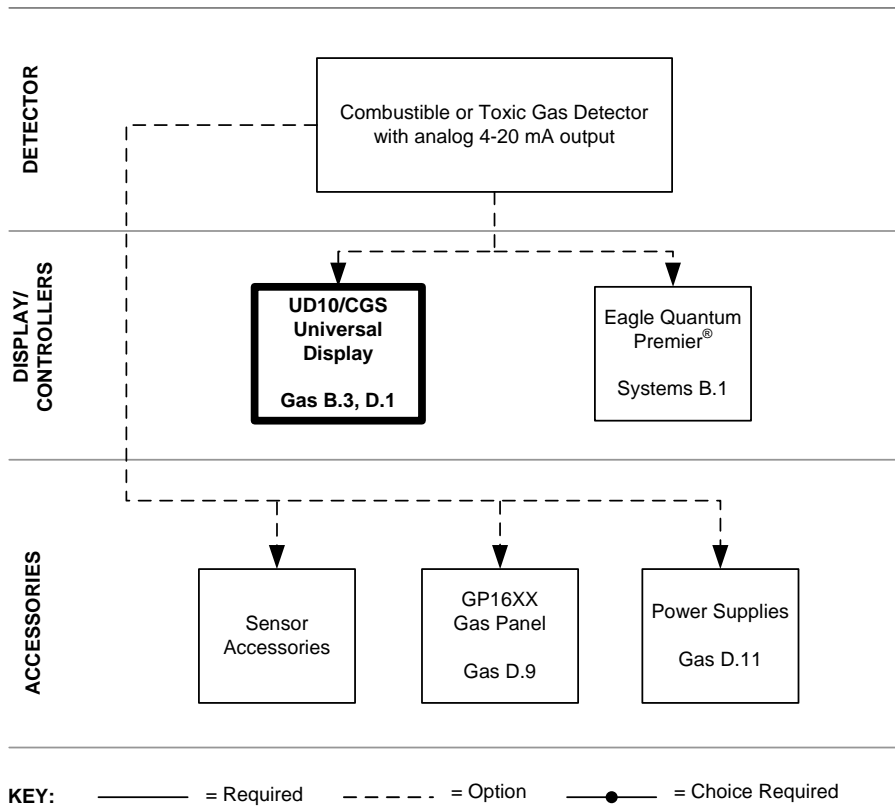 DETECTOR
Combustible or Toxic Gas Detector
with analog 4-20 mA output
DISPLAY/
CONTROLLERS
UD10/CGS
Universal
Display
Gas B.3, D.1
Eagle Quantum
Premier®
Systems B.1
ACCESSORIES
Sensor
Accessories
GP16XX
Gas Panel
Gas D.9
Power Supplies
Gas D.11
KEY: = Required = Option = Choice Required